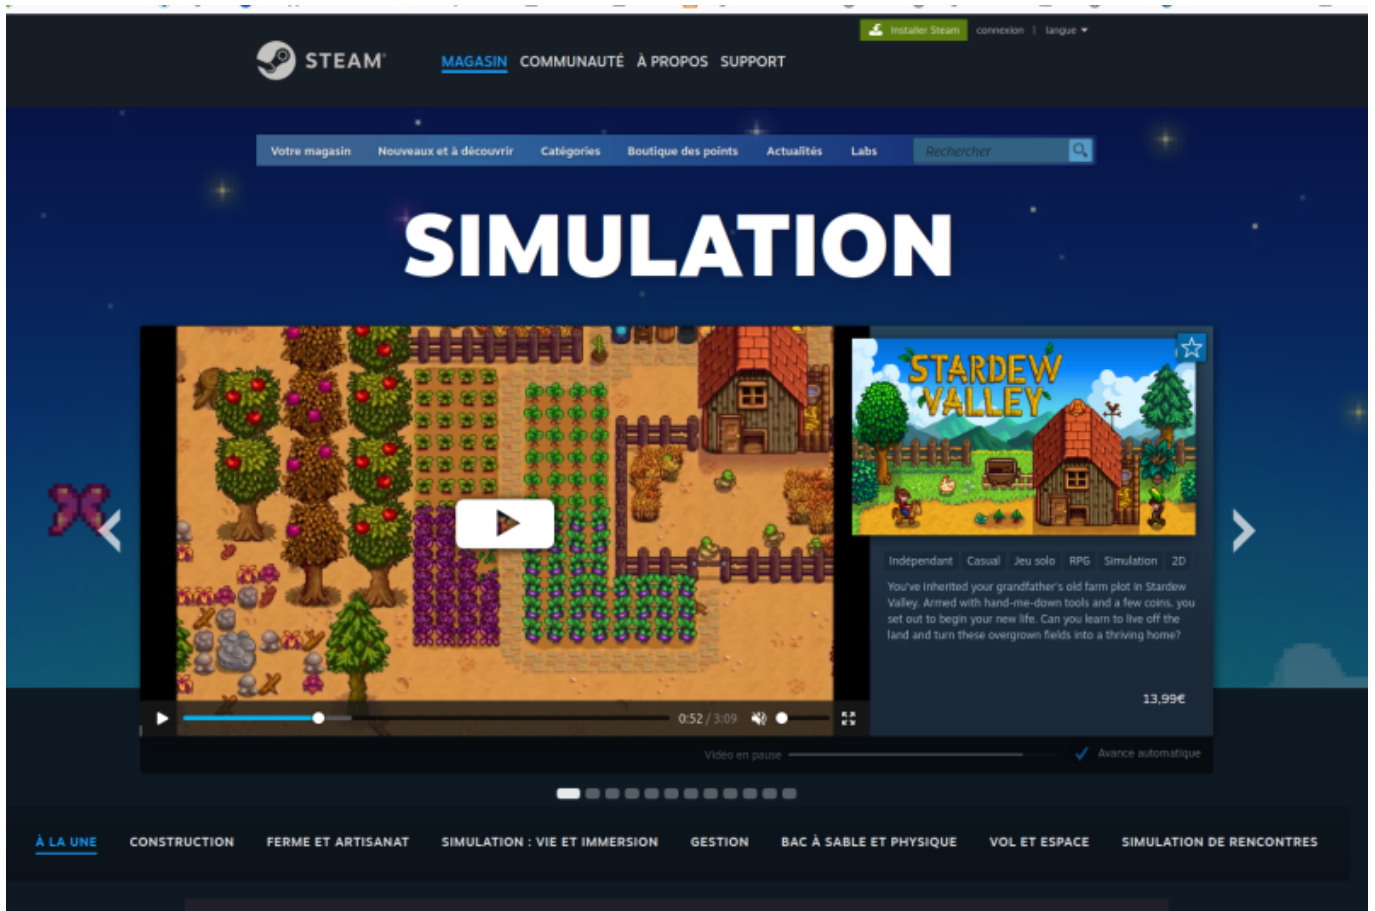 Installer Steam connexion | langue
STEAM
MAGASIN COMMUNAUTÉ À PROPOS SUPPORT
Votre magasin Nouveaux et à découvrir Catégories Boutique des points Actualités Labs Rechercher
SIMULATION
STARDEW
VALLEY
Indépendant Casual Jeu solo RPG Simulation 2D
You've inherited your grandfather's old farm plot in Stardew
Valley. Armed with hand-me-down tools and a few coins, you
set out to begin your new life. Can you learn to live off the
land and turn these overgrown fields into a thriving home?
13,99€
0:52 / 3:09
Vidéo en pause Avance automatique
À LA UNE CONSTRUCTION FERME ET ARTISANAT SIMULATION : VIE ET IMMERSION GESTION BAC À SABLE ET PHYSIQUE VOL ET ESPACE SIMULATION DE RENCONTRES